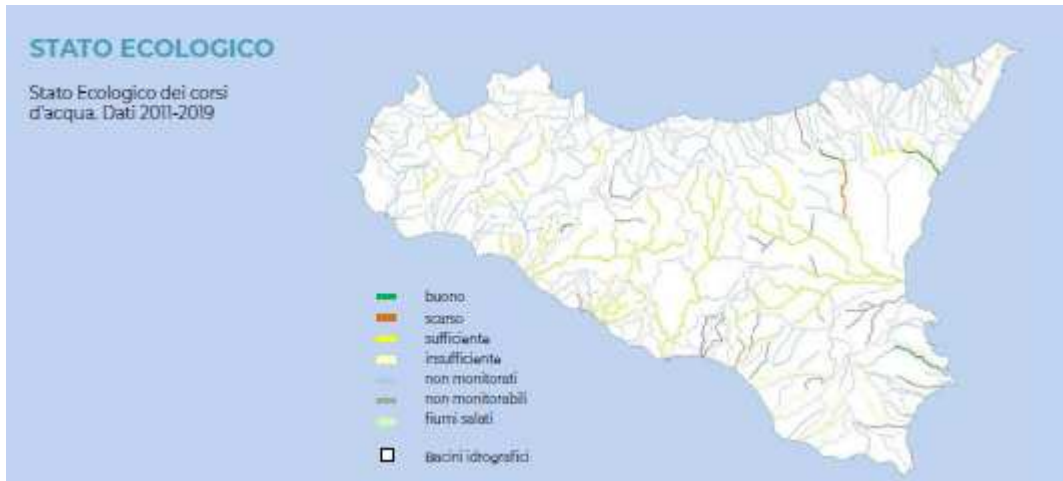 STATO ECOLOGICO
Stato Ecologico dei corsi
d'acqua. Dati 2011-2019
buono
scarso
sufficiente
insufficiente
non monitorati
non monitorabili
fiumi salati
Bacini idrografici